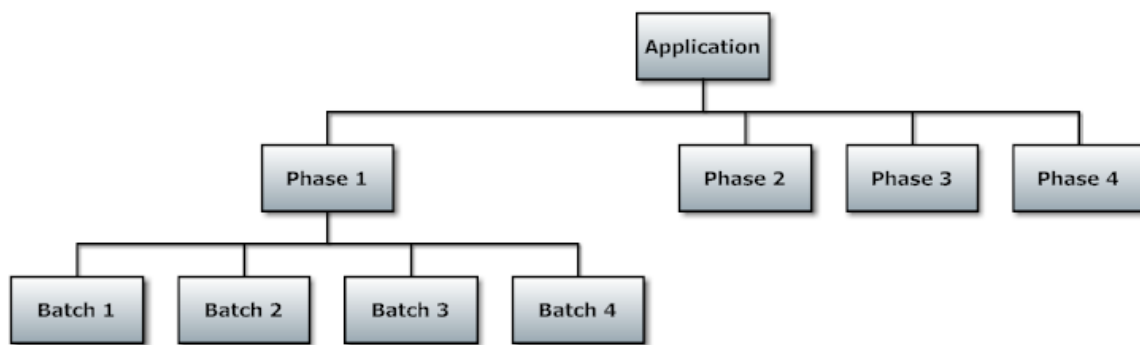 Application
Phase 1
Phase 2
Phase 3
Phase 4
Batch 1
Batch 2
Batch 3
Batch 4